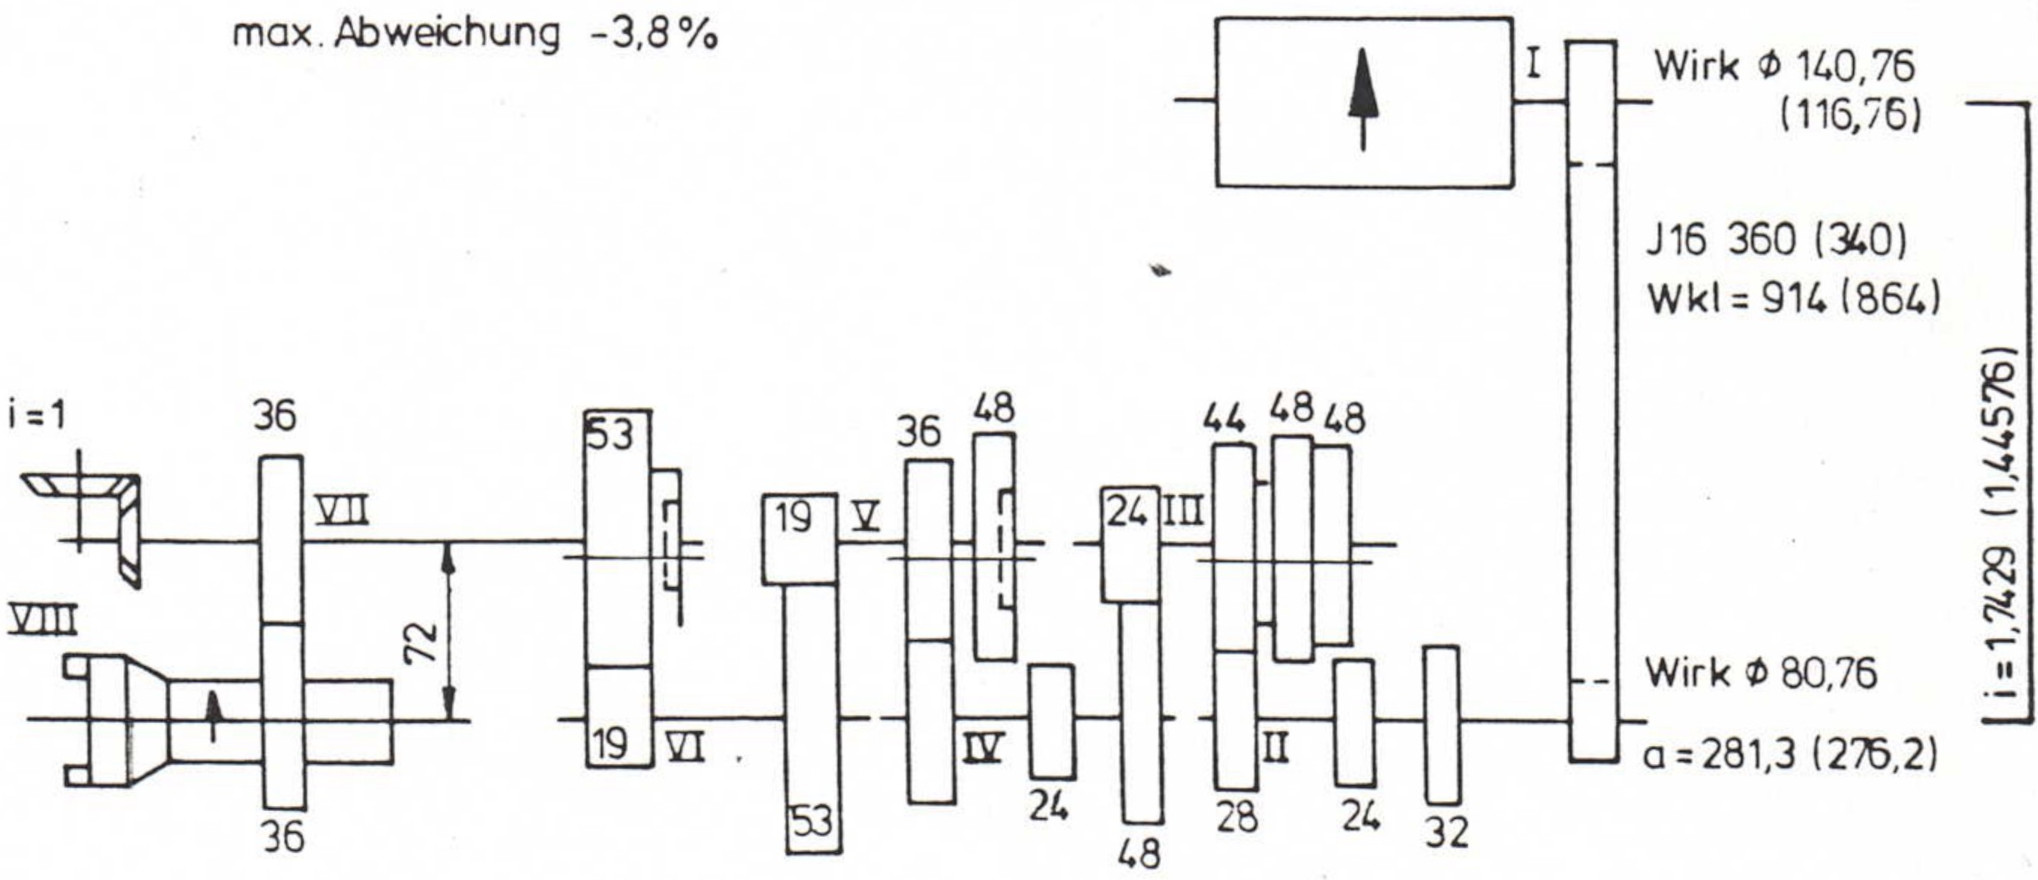 max. Abweichung -3,8%
I
Wirk ϕ 140,76
(116,76)
J16 360 (340)
Wkl = 914 (864)
i = 1,7429 (1,44576)
Wirk ϕ 80,76
a = 281,3 (276,2)
i = 1
36
VII
VIII
72
36
53
19
VI
19
V
53
36
48
IV
24
24
III
48
44
48
48
28
II
24
32